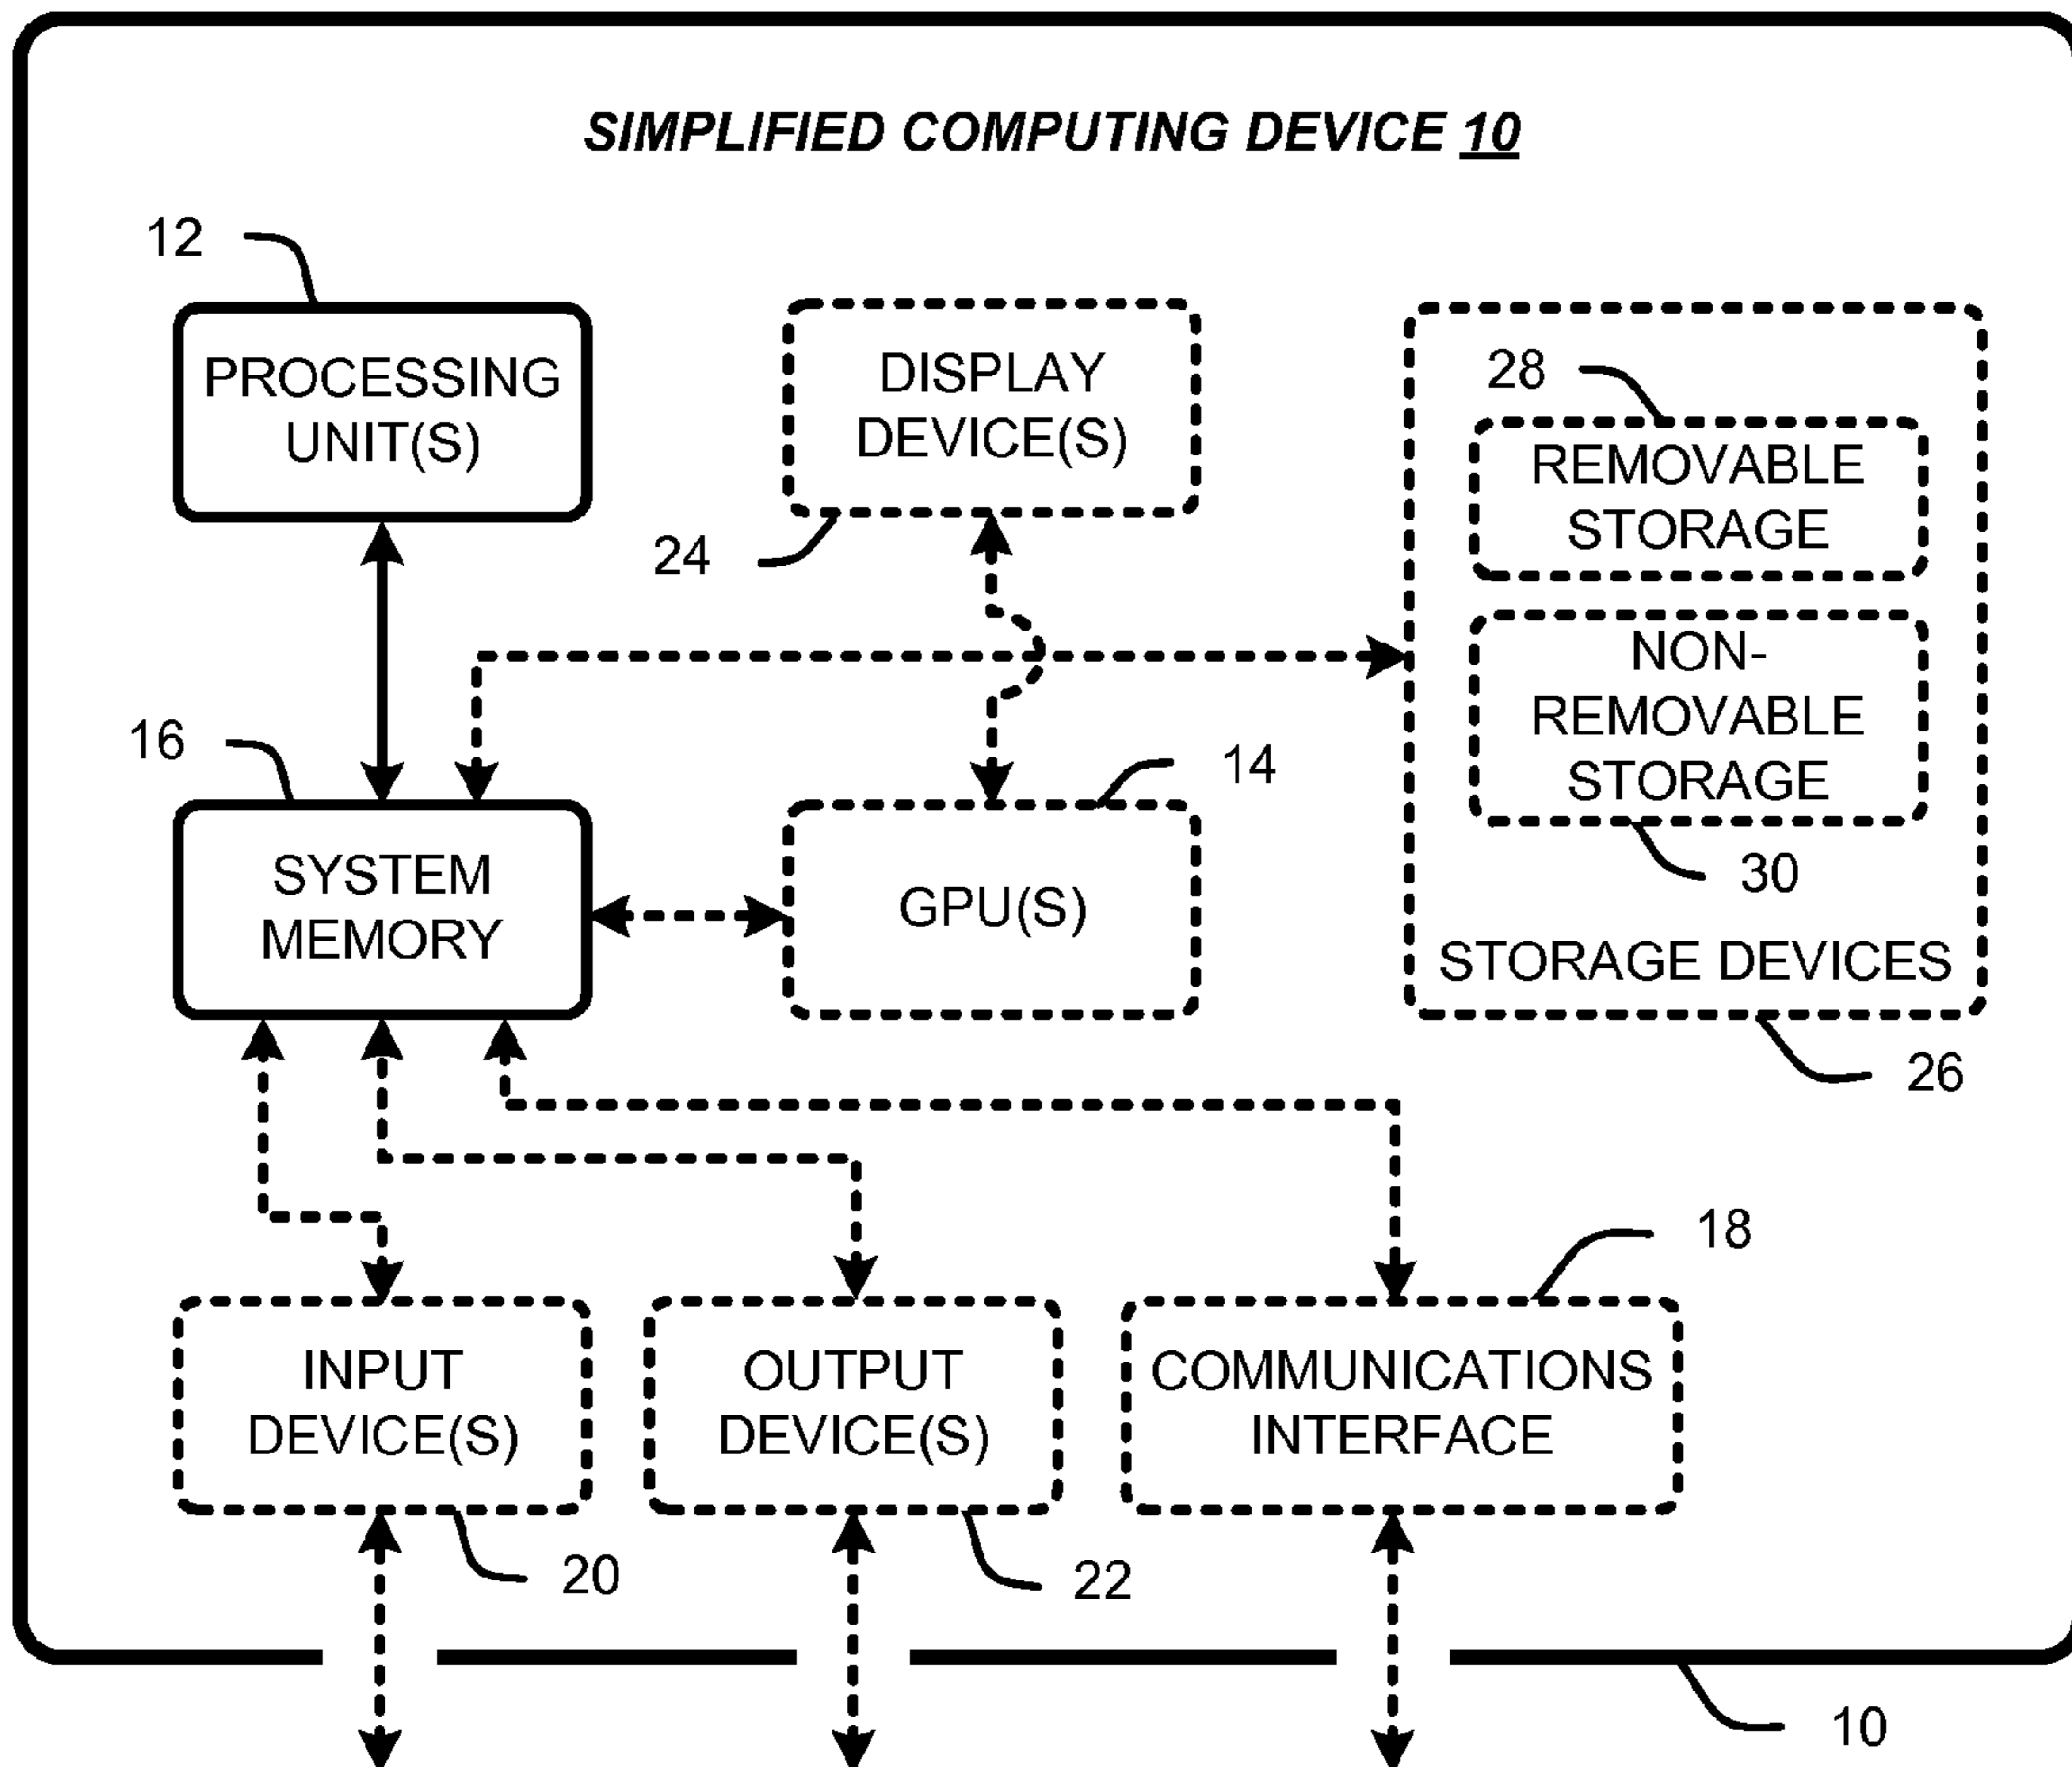 SIMPLIFIED COMPUTING DEVICE 10
12
PROCESSING
UNIT(S)
DISPLAY
DEVICE(S)
24
28
REMOVABLE
STORAGE
NON-
REMOVABLE
STORAGE
30
STORAGE DEVICES
26
16
SYSTEM
MEMORY
14
GPU(S)
18
INPUT
DEVICE(S)
20
OUTPUT
DEVICE(S)
22
COMMUNICATIONS
INTERFACE
10